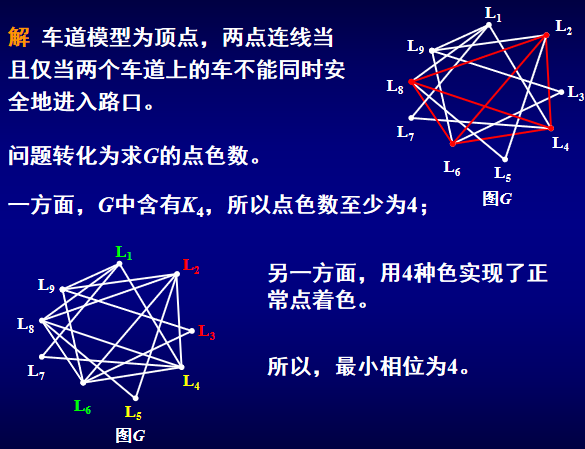 解 车道模型为顶点，两点连线当
且仅当两个车道上的车不能同时安
全地进入路口。
问题转化为求G的点色数。
L1
L2
L9
L8
L3
L7
L4
L6
L5
图G
一方面，G中含有K4，所以点色数至少为4；
L1
L2
L9
L8
L3
L7
L4
L6
L5
图G
另一方面，用4种色实现了正
常点着色。
所以，最小相位为4。